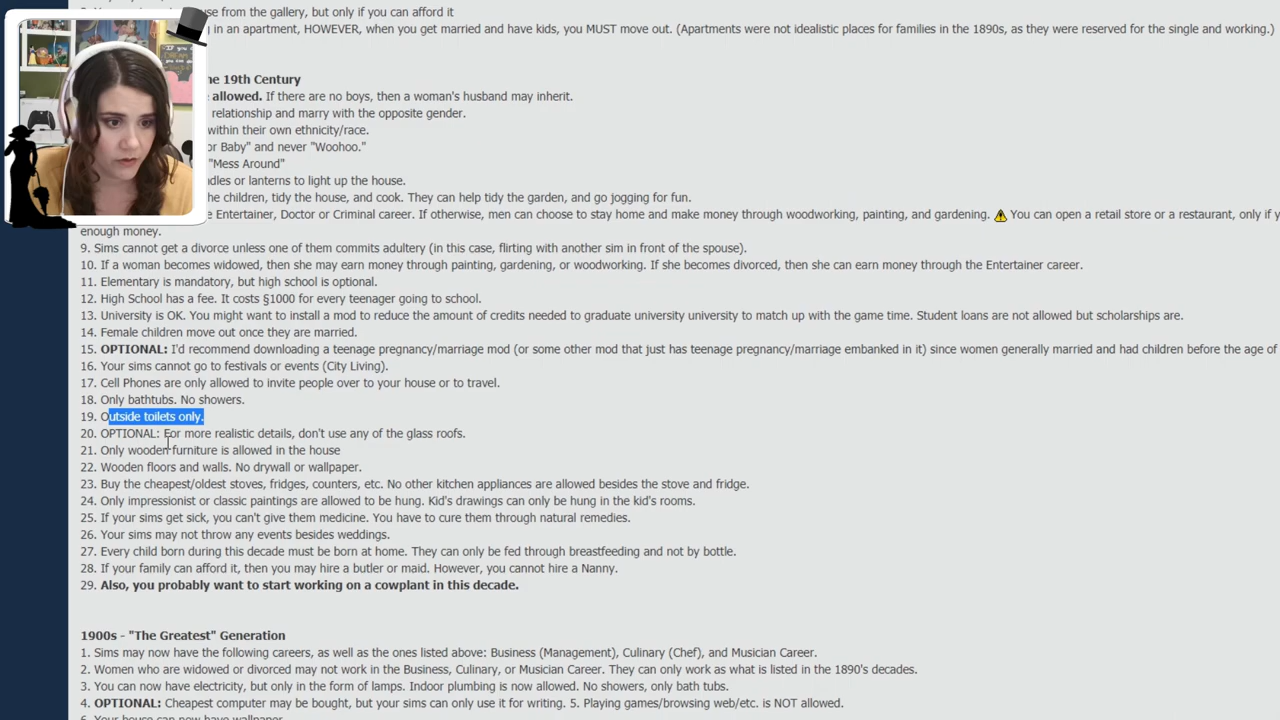 use from the gallery, but only if you can afford it
in an apartment, HOWEVER, when you get married and have kids, you MUST move out. (Apartments were not idealistic places for families in the 1890s, as they were reserved for the single and working.)
he 19th Century
allowed. If there are no boys, then a woman's husband may inherit.
relationship and marry with the opposite gender.
within their own ethnicity/race.
or Baby" and never "Woohoo."
"Mess Around"
ndles or lanterns to light up the house.
the children, tidy the house, and cook. They can help tidy the garden, and go jogging for fun.
e Entertainer, Doctor or Criminal career. If otherwise, men can choose to stay home and make money through woodworking, painting, and gardening. You can open a retail store or a restaurant, only if y
enough money.
9. Sims cannot get a divorce unless one of them commits adultery (in this case, flirting with another sim in front of the spouse).
10. If a woman becomes widowed, then she may earn money through painting, gardening, or woodworking. If she becomes divorced, then she can earn money through the Entertainer career.
11. Elementary is mandatory, but high school is optional.
12. High School has a fee. It costs §1000 for every teenager going to school.
13. University is OK. You might want to install a mod to reduce the amount of credits needed to graduate university university to match up with the game time. Student loans are not allowed but scholarships are.
14. Female children move out once they are married.
15. OPTIONAL: I'd recommend downloading a teenage pregnancy/marriage mod (or some other mod that just has teenage pregnancy/marriage embanked in it) since women generally married and had children before the age of
16. Your sims cannot go to festivals or events (City Living).
17. Cell Phones are only allowed to invite people over to your house or to travel.
18. Only bathtubs. No showers.
19. Outside toilets only.
20. OPTIONAL: For more realistic details, don't use any of the glass roofs.
21. Only wooden furniture is allowed in the house
22. Wooden floors and walls. No drywall or wallpaper.
23. Buy the cheapest/oldest stoves, fridges, counters, etc. No other kitchen appliances are allowed besides the stove and fridge.
24. Only impressionist or classic paintings are allowed to be hung. Kid's drawings can only be hung in the kid's rooms.
25. If your sims get sick, you can't give them medicine. You have to cure them through natural remedies.
26. Your sims may not throw any events besides weddings.
27. Every child born during this decade must be born at home. They can only be fed through breastfeeding and not by bottle.
28. If your family can afford it, then you may hire a butler or maid. However, you cannot hire a Nanny.
29. Also, you probably want to start working on a cowplant in this decade.
1900s - "The Greatest" Generation
1. Sims may now have the following careers, as well as the ones listed above: Business (Management), Culinary (Chef), and Musician Career.
2. Women who are widowed or divorced may not work in the Business, Culinary, or Musician Career. They can only work as what is listed in the 1890's decades.
3. You can now have electricity, but only in the form of lamps. Indoor plumbing is now allowed. No showers, only bath tubs.
4. OPTIONAL: Cheapest computer may be bought, but your sims can only use it for writing. 5. Playing games/browsing web/etc. is NOT allowed.
6. Your house can now have wallpaper